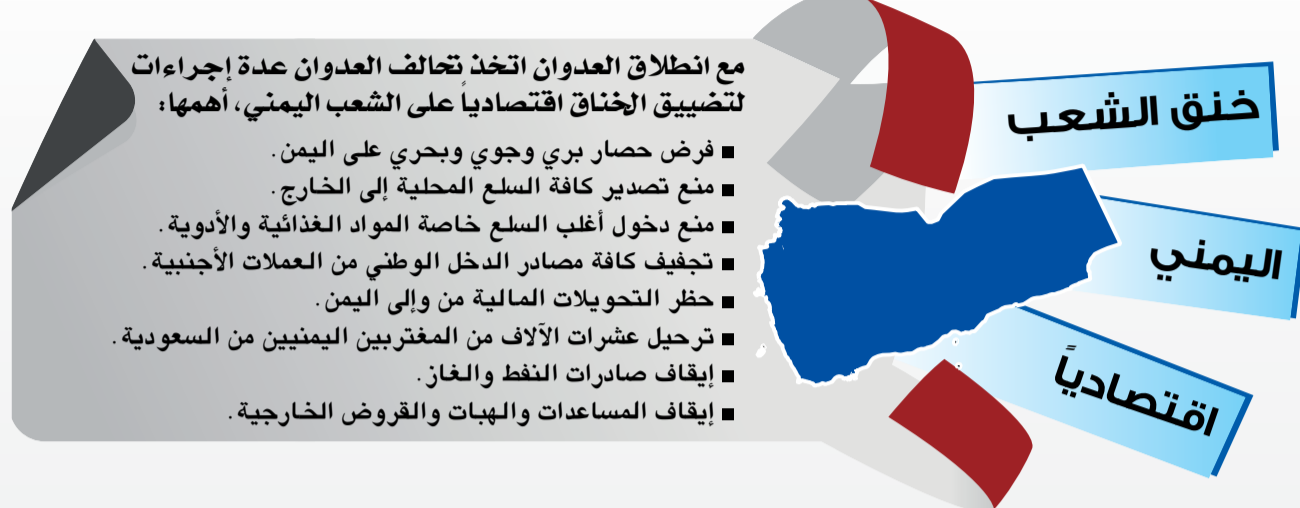 خنق الشعب
اليمني
اقتصادياً
مع انطلاق العدوان اتخذ تحالف العدوان عدة إجراءات
لتضييق الخناق اقتصادياً على الشعب اليمني، أهمها:
■ فرض حصار بري وجوي وبحري على اليمن.
■ منع تصدير كافة السلع المحلية إلى الخارج.
■ منع دخول أغلب السلع خاصة المواد الغذائية والأدوية.
■ تجفيف كافة مصادر الدخل الوطني من العملات الأجنبية.
■ حظر التحويلات المالية من وإلى اليمن.
■ ترحيل عشرات الآلاف من المغتربين اليمنيين من السعودية.
■ إيقاف صادرات النفط والغاز.
■ إيقاف المساعدات والهبات والقروض الخارجية.